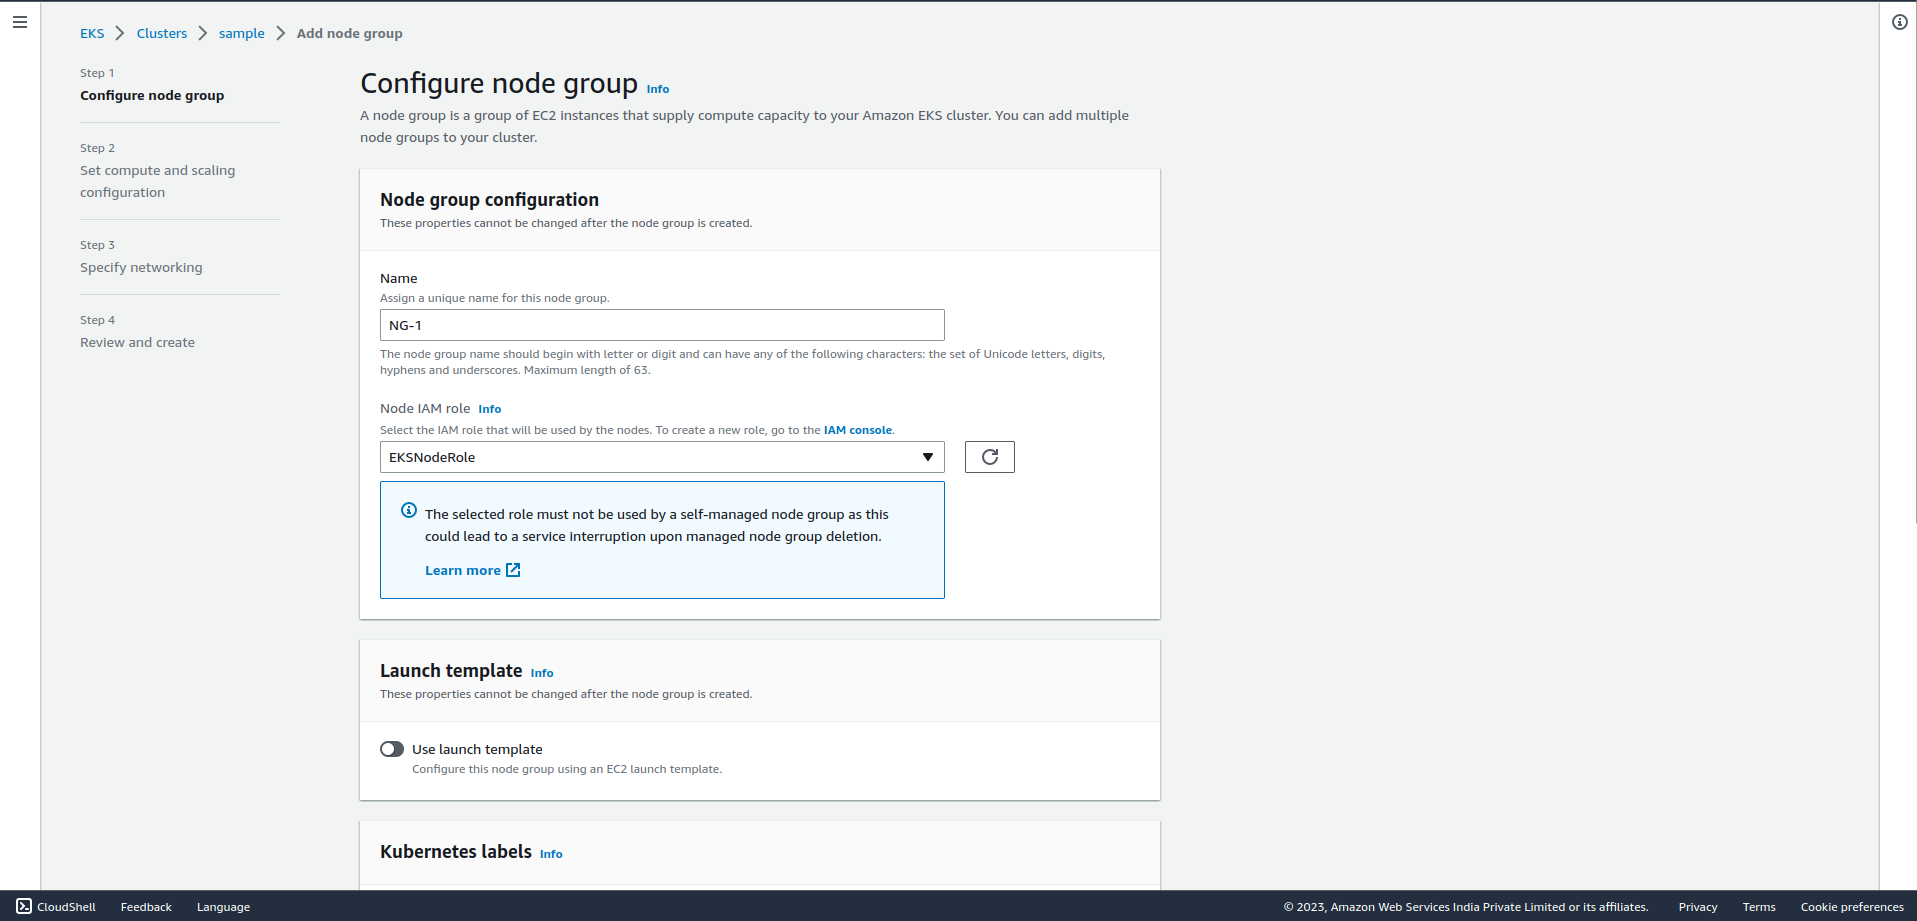 EKS Clusters sample Add node group
Step 1
Configure node group
Step 2
Set compute and scaling
configuration
Step 3
Specify networking
Step 4
Review and create
Configure node group Info
A node group is a group of EC2 instances that supply compute capacity to your Amazon EKS cluster. You can add multiple
node groups to your cluster.
Node group configuration
These properties cannot be changed after the node group is created.
Name
Assign a unique name for this node group.
NG-1
The node group name should begin with letter or digit and can have any of the following characters: the set of Unicode letters, digits,
hyphens and underscores. Maximum length of 63.
Node IAM role Info
Select the IAM role that will be used by the nodes. To create a new role, go to the IAM console.
EKSNodeRole
The selected role must not be used by a self-managed node group as this
could lead to a service interruption upon managed node group deletion.
Learn more
Launch template Info
These properties cannot be changed after the node group is created.
Use launch template
Configure this node group using an EC2 launch template.
Kubernetes labels Info
CloudShell Feedback Language © 2023, Amazon Web Services India Private Limited or its affiliates. Privacy Terms Cookie preferences